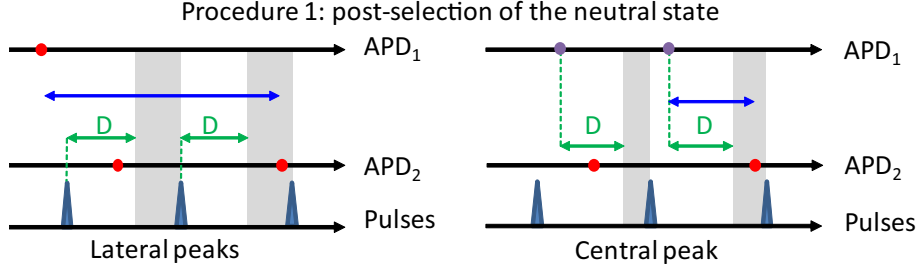 Procedure 1: post-selection of the neutral state
APD1
D
D
APD2
Pulses
Lateral peaks
APD1
D
D
APD2
Pulses
Central peak